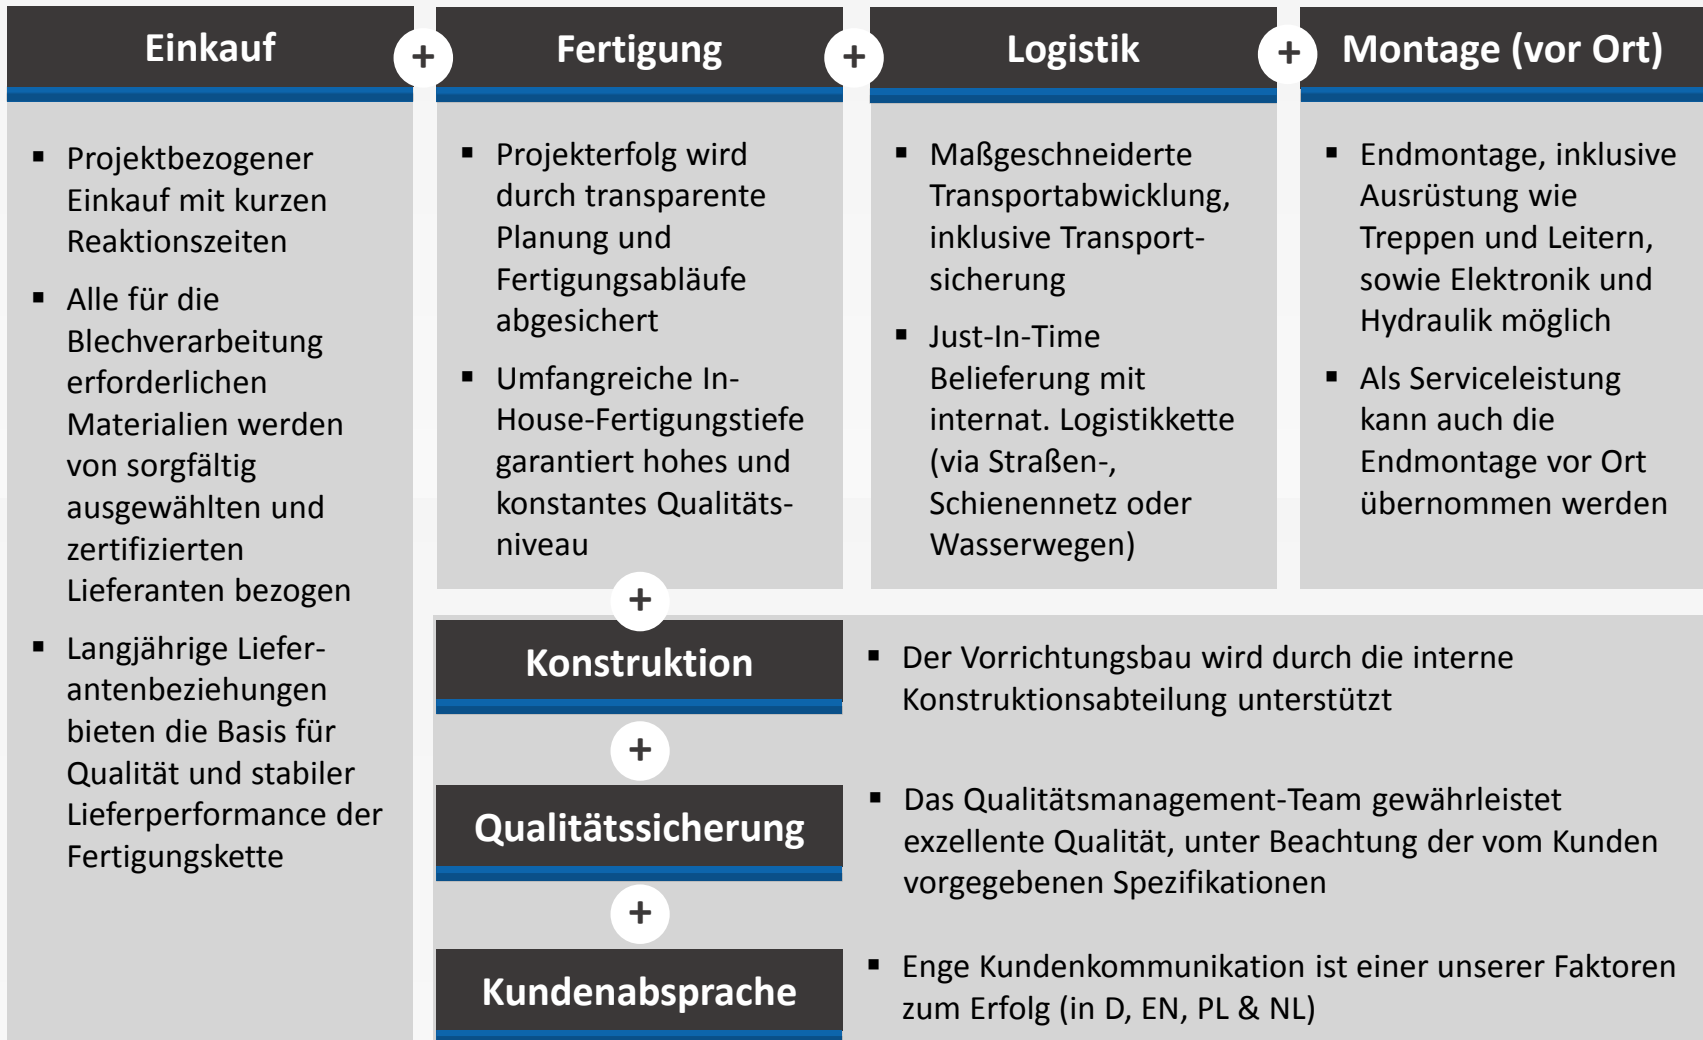 Einkauf
+
Fertigung
+
Logistik
+
Montage (vor Ort)
▪ Projektbezogener
Einkauf mit kurzen
Reaktionszeiten
▪ Alle für die
Blechverarbeitung
erforderlichen
Materialien werden
von sorgfältig
ausgewählten und
zertifizierten
Lieferanten bezogen
▪ Langjährige Liefer-
antenbeziehungen
bieten die Basis für
Qualität und stabiler
Lieferperformance der
Fertigungskette
▪ Projekterfolg wird
durch transparente
Planung und
Fertigungsabläufe
abgesichert
▪ Umfangreiche In-
House-Fertigungstiefe
garantiert hohes und
konstantes Qualitäts-
niveau
▪ Maßgeschneiderte
Transportabwicklung,
inklusive Transport-
sicherung
▪ Just-In-Time
Belieferung mit
internat. Logistikkette
(via Straßen-,
Schienennetz oder
Wasserwegen)
▪ Endmontage, inklusive
Ausrüstung wie
Treppen und Leitern,
sowie Elektronik und
Hydraulik möglich
▪ Als Serviceleistung
kann auch die
Endmontage vor Ort
übernommen werden
+
Konstruktion
▪ Der Vorrichtungsbau wird durch die interne
Konstruktionsabteilung unterstützt
+
Qualitätssicherung
▪ Das Qualitätsmanagement-Team gewährleistet
exzellente Qualität, unter Beachtung der vom Kunden
vorgegebenen Spezifikationen
+
Kundenabsprache
▪ Enge Kundenkommunikation ist einer unserer Faktoren
zum Erfolg (in D, EN, PL & NL)